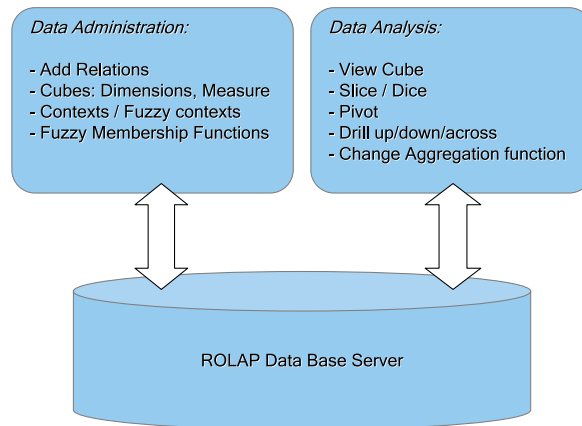 Data Administration:
- Add Relations
- Cubes: Dimensions, Measure
- Contexts / Fuzzy contexts
- Fuzzy Membership Functions
Data Analysis:
- View Cube
- Slice / Dice
- Pivot
- Drill up/down/across
- Change Aggregation function
ROLAP Data Base Server